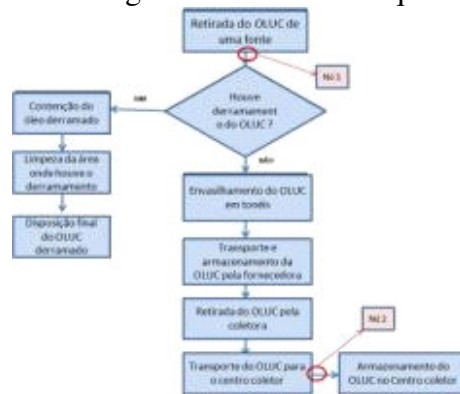 Retirada do OLUC de
uma fonte
Nó 1
Houve
derramament
o do OLUC ?
SIM
NÃO
Contenção do
óleo derramado
Limpeza da área
onde houve o
derramamento
Disposição final
do OLUC
derramado
Envasilhamento do OLUC
em tonéis
Transporte e
armazenamento da
OLUC pela fornecedora
Retirada do OLUC pela
coletora
Nó 2
Transporte do OLUC para
o centro coletor
Armazenamento do
OLUC no Centro coletor